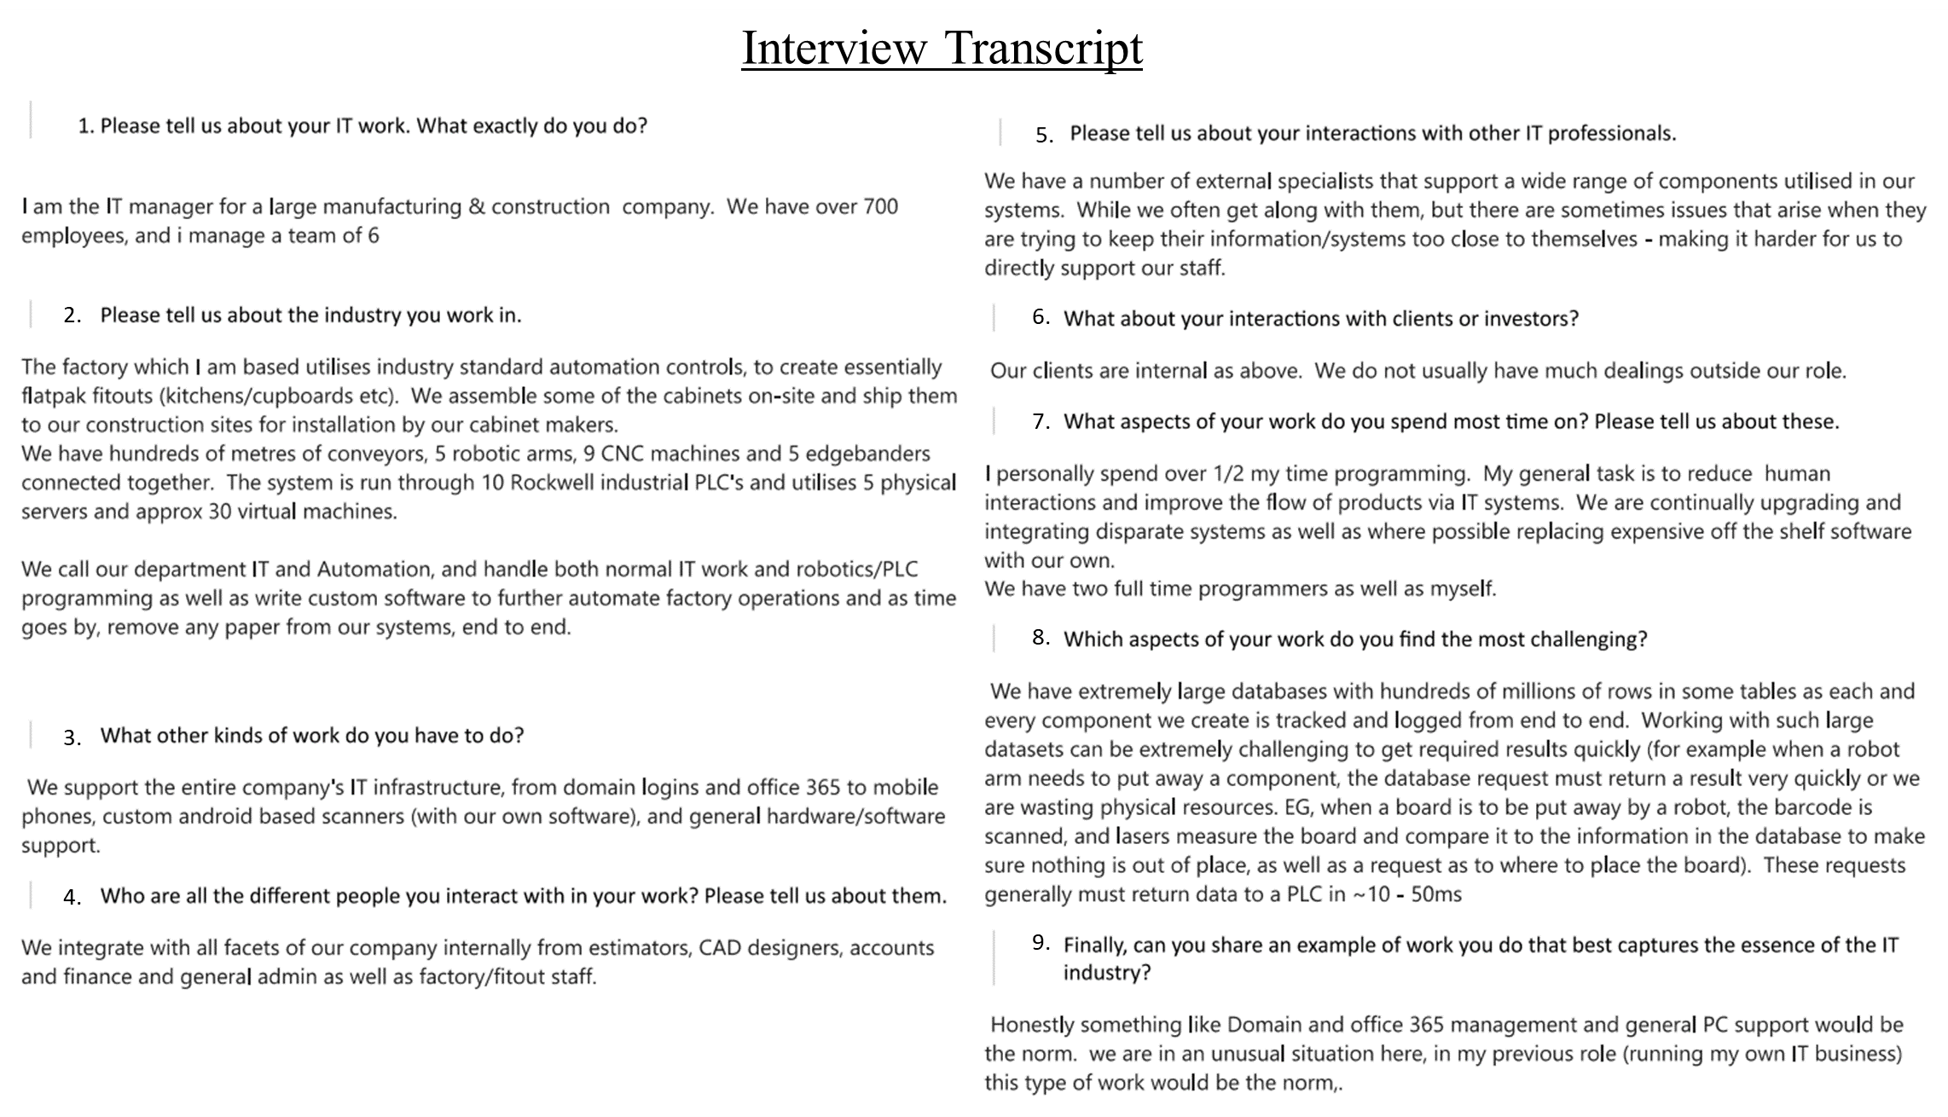 Interview Transcript
1. Please tell us about your IT work. What exactly do you do?
I am the IT manager for a large manufacturing & construction  company.  We have over 700
employees, and i manage a team of 6
2. Please tell us about the industry you work in.
The factory which I am based utilises industry standard automation controls, to create essentially
flatpak fitouts (kitchens/cupboards etc).  We assemble some of the cabinets on-site and ship them
to our construction sites for installation by our cabinet makers.
We have hundreds of metres of conveyors, 5 robotic arms, 9 CNC machines and 5 edgebanders
connected together.  The system is run through 10 Rockwell industrial PLC's and utilises 5 physical
servers and approx 30 virtual machines.
We call our department IT and Automation, and handle both normal IT work and robotics/PLC
programming as well as write custom software to further automate factory operations and as time
goes by, remove any paper from our systems, end to end.
3. What other kinds of work do you have to do?
We support the entire company's IT infrastructure, from domain logins and office 365 to mobile
phones, custom android based scanners (with our own software), and general hardware/software
support.
4. Who are all the different people you interact with in your work? Please tell us about them.
We integrate with all facets of our company internally from estimators, CAD designers, accounts
and finance and general admin as well as factory/fitout staff.
5. Please tell us about your interactions with other IT professionals.
We have a number of external specialists that support a wide range of components utilised in our
systems.  While we often get along with them, but there are sometimes issues that arise when they
are trying to keep their information/systems too close to themselves - making it harder for us to
directly support our staff.
6. What about your interactions with clients or investors?
Our clients are internal as above.  We do not usually have much dealings outside our role.
7. What aspects of your work do you spend most time on? Please tell us about these.
I personally spend over 1/2 my time programming.  My general task is to reduce  human
interactions and improve the flow of products via IT systems.  We are continually upgrading and
integrating disparate systems as well as where possible replacing expensive off the shelf software
with our own.
We have two full time programmers as well as myself.
8. Which aspects of your work do you find the most challenging?
We have extremely large databases with hundreds of millions of rows in some tables as each and
every component we create is tracked and logged from end to end.  Working with such large
datasets can be extremely challenging to get required results quickly (for example when a robot
arm needs to put away a component, the database request must return a result very quickly or we
are wasting physical resources. EG, when a board is to be put away by a robot, the barcode is
scanned, and lasers measure the board and compare it to the information in the database to make
sure nothing is out of place, as well as a request as to where to place the board).  These requests
generally must return data to a PLC in ~10 - 50ms
9. Finally, can you share an example of work you do that best captures the essence of the IT
industry?
Honestly something like Domain and office 365 management and general PC support would be
the norm.  we are in an unusual situation here, in my previous role (running my own IT business)
this type of work would be the norm,.